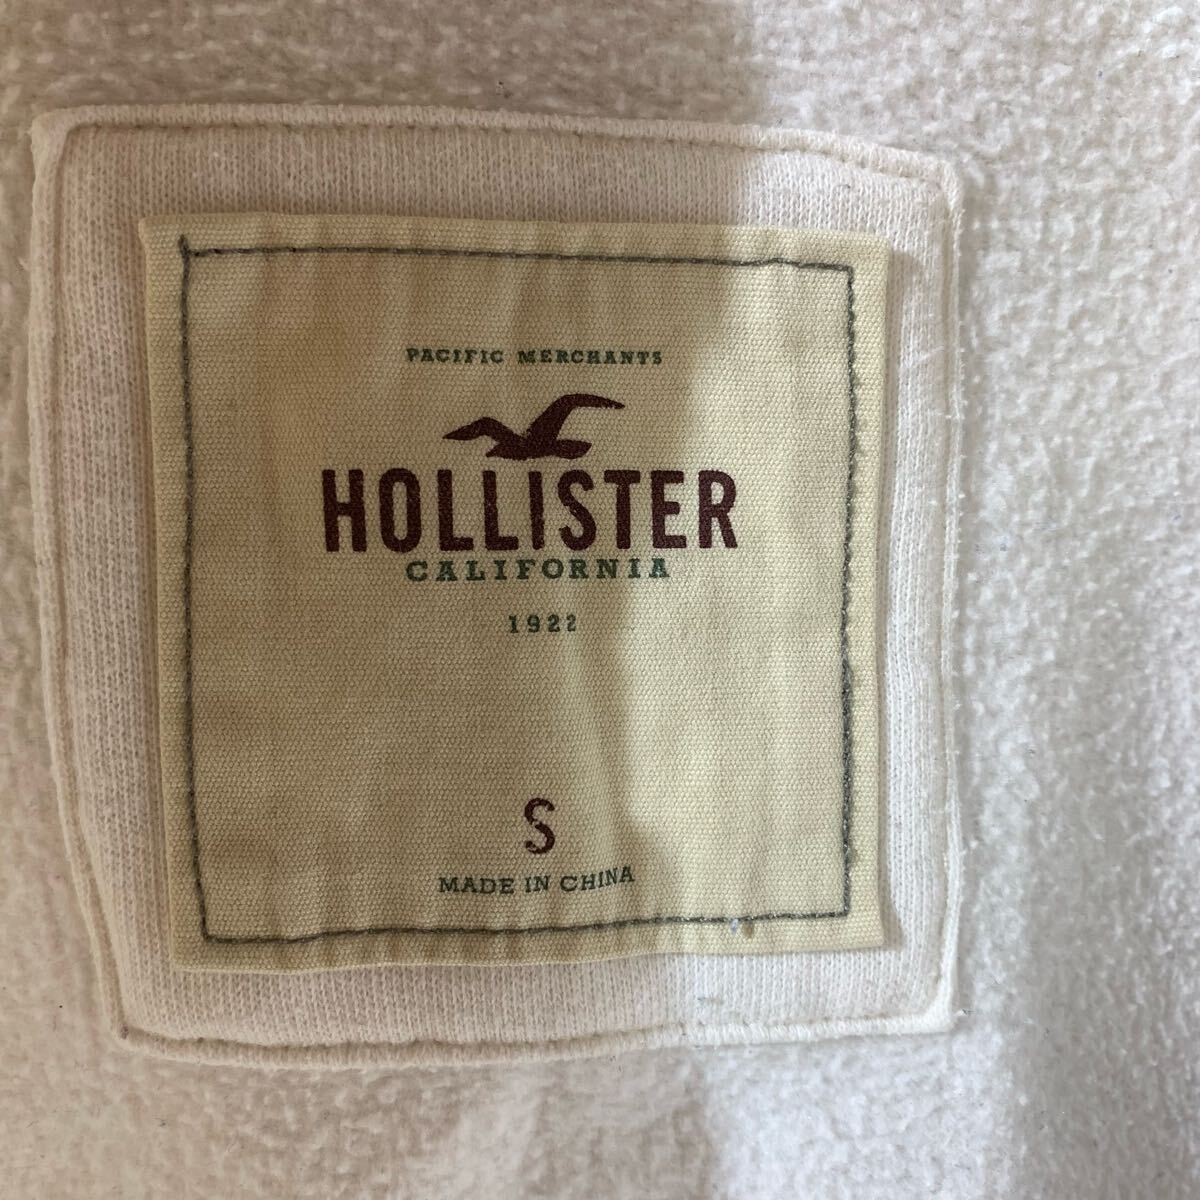 PACIFIC MERCHANTS
HOLLISTER
CALIFORNIA
1922
S
MADE IN CHINA